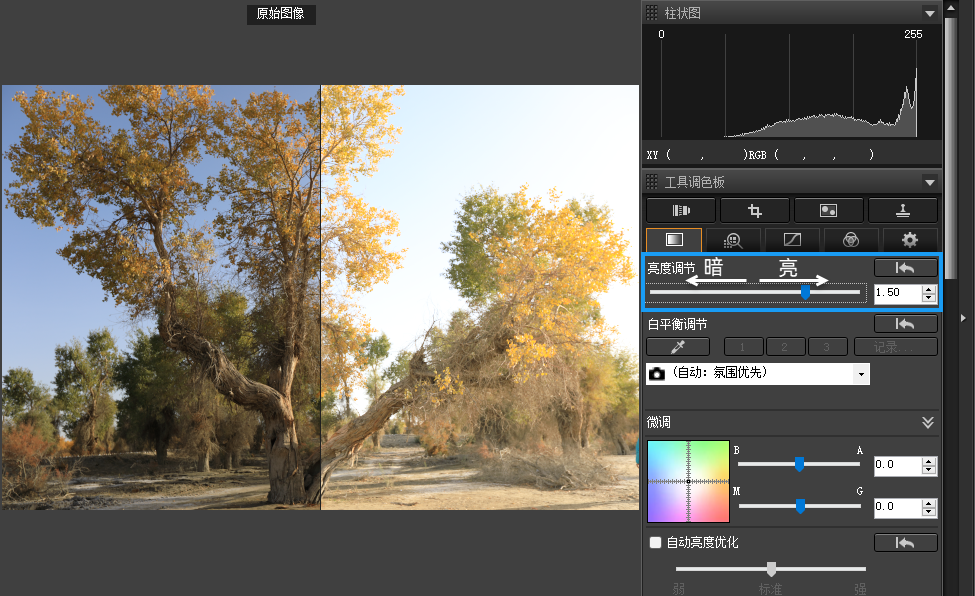 原始图像
柱状图
0 255
XY ( , )RGB ( , , )
工具调色板
亮度调节 暗 亮
1.50
白平衡调节
1 2 3 记录...
(自动: 氛围优先)
微调
B A
0.0
M G
0.0
自动亮度优化
弱 标准 强